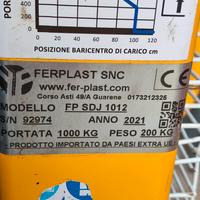 0 20 40 60 80 100 120
POSIZIONE BARICENTRO DI CARICO cm
FERPLAST SNC
www.fer-plast.com
Corso Asti 49/A Guarene 0173212325
MODELLO FP SDJ 1012
S/N 92974 ANNO 2021
PORTATA 1000 KG PESO 200 KG
- PRODOTTO IMPORTATO DA PAESI EXTRA UE